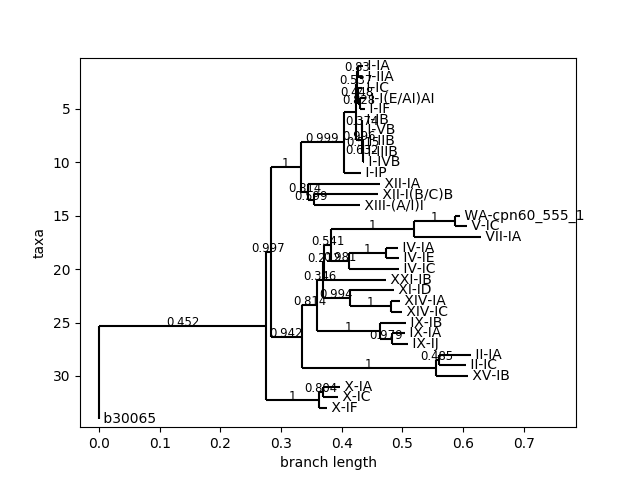 I-IA
0.83
I-IIA
I-IC
I-I(E/AI)AI
I-IF
5
I-IB
I-VB
0.999
I-IIB
I-IIIB
I-IVB
10
1
I-IP
0.814
XII-IA
XII-I(B/C)B
XIII-(A/I)I
15
1
WA-cpn60_555_1
1
V-IC
VII-IA
0.997
0.541
1
IV-IA
IV-IE
IV-IC
20
taxa
0.346
XXI-IB
0.814
0.994
XI-ID
1
XIV-IA
XIV-IC
0.452
25
0.942
1
IX-IB
0.979
IX-IA
IX-IJ
0.485
II-IA
1
II-IC
30
XV-IB
0.804
X-IA
1
X-IC
X-IF
b30065
0.0 0.1 0.2 0.3 0.4 0.5 0.6 0.7
branch length